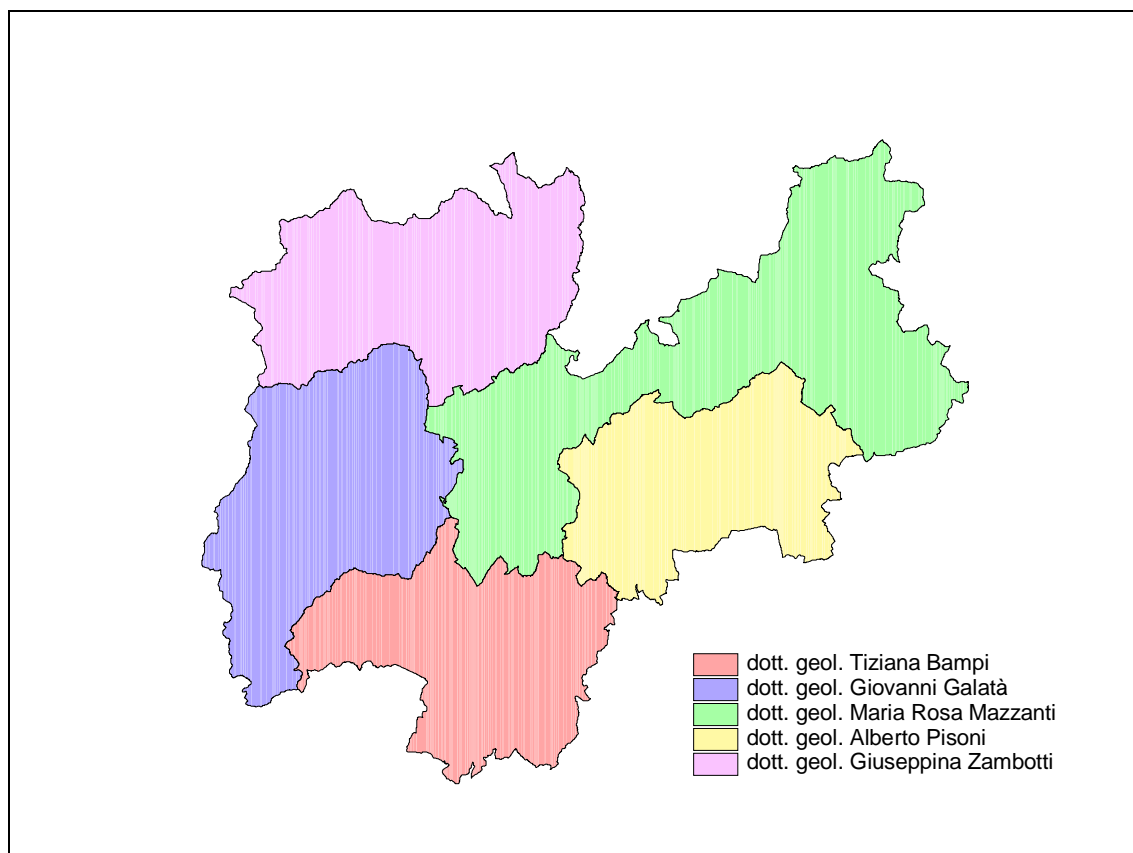 dott. geol. Tiziana Bampi
dott. geol. Giovanni Galatà
dott. geol. Maria Rosa Mazzanti
dott. geol. Alberto Pisoni
dott. geol. Giuseppina Zambotti